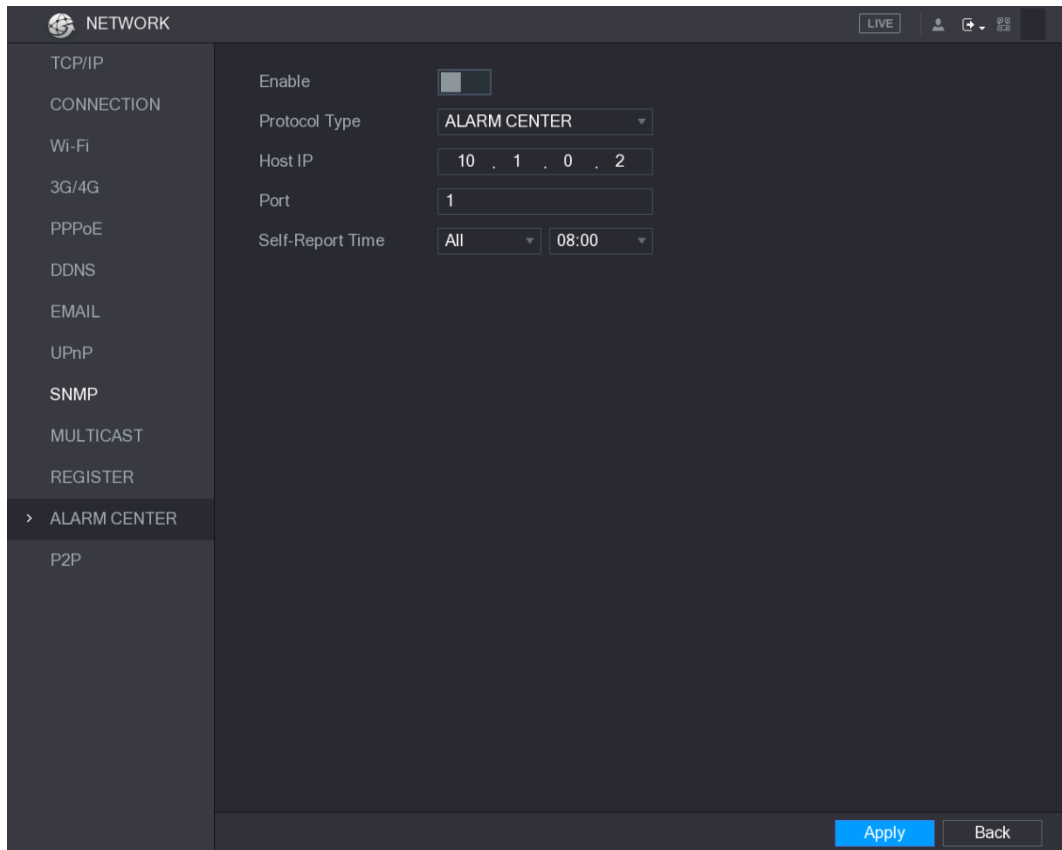 NETWORK
LIVE
TCP/IP
CONNECTION
Wi-Fi
3G/4G
PPPoE
DDNS
EMAIL
UPnP
SNMP
MULTICAST
REGISTER
ALARM CENTER
P2P
Enable
Protocol Type ALARM CENTER
Host IP 10 . 1 . 0 . 2
Port 1
Self-Report Time All 08:00
Apply Back